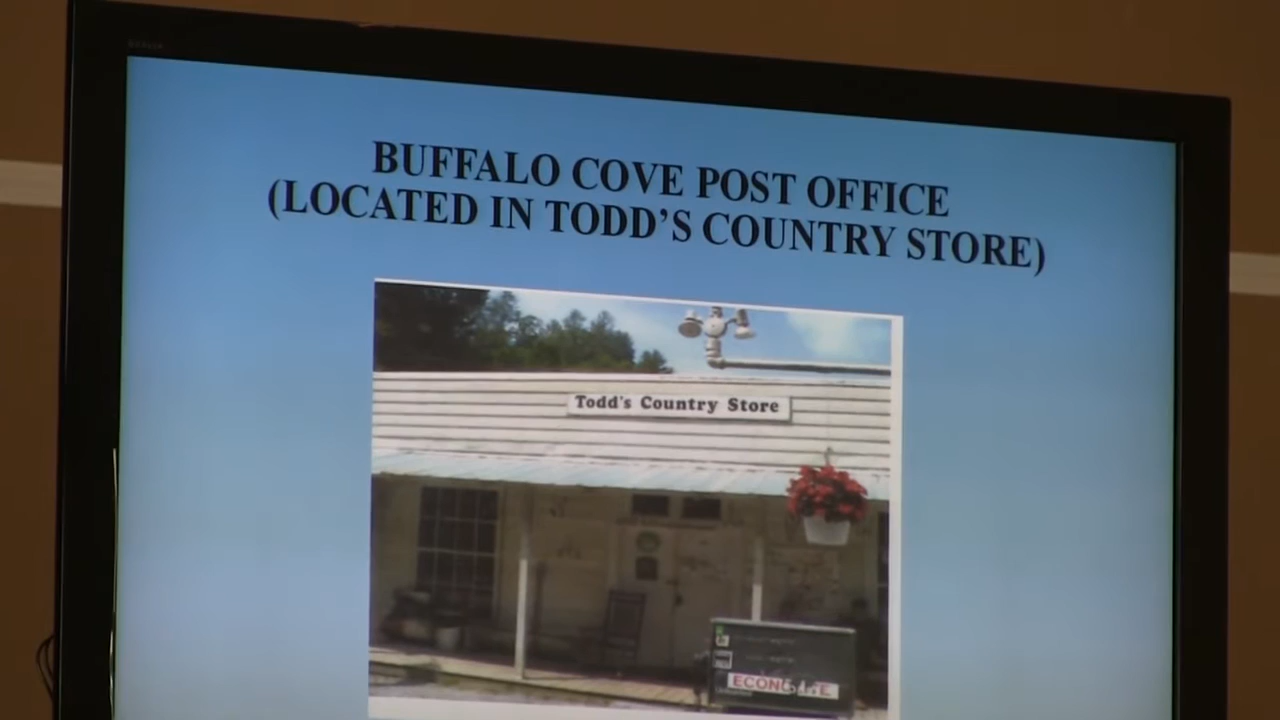 BUFFALO COVE POST OFFICE
(LOCATED IN TODD'S COUNTRY STORE)
Todd's Country Store